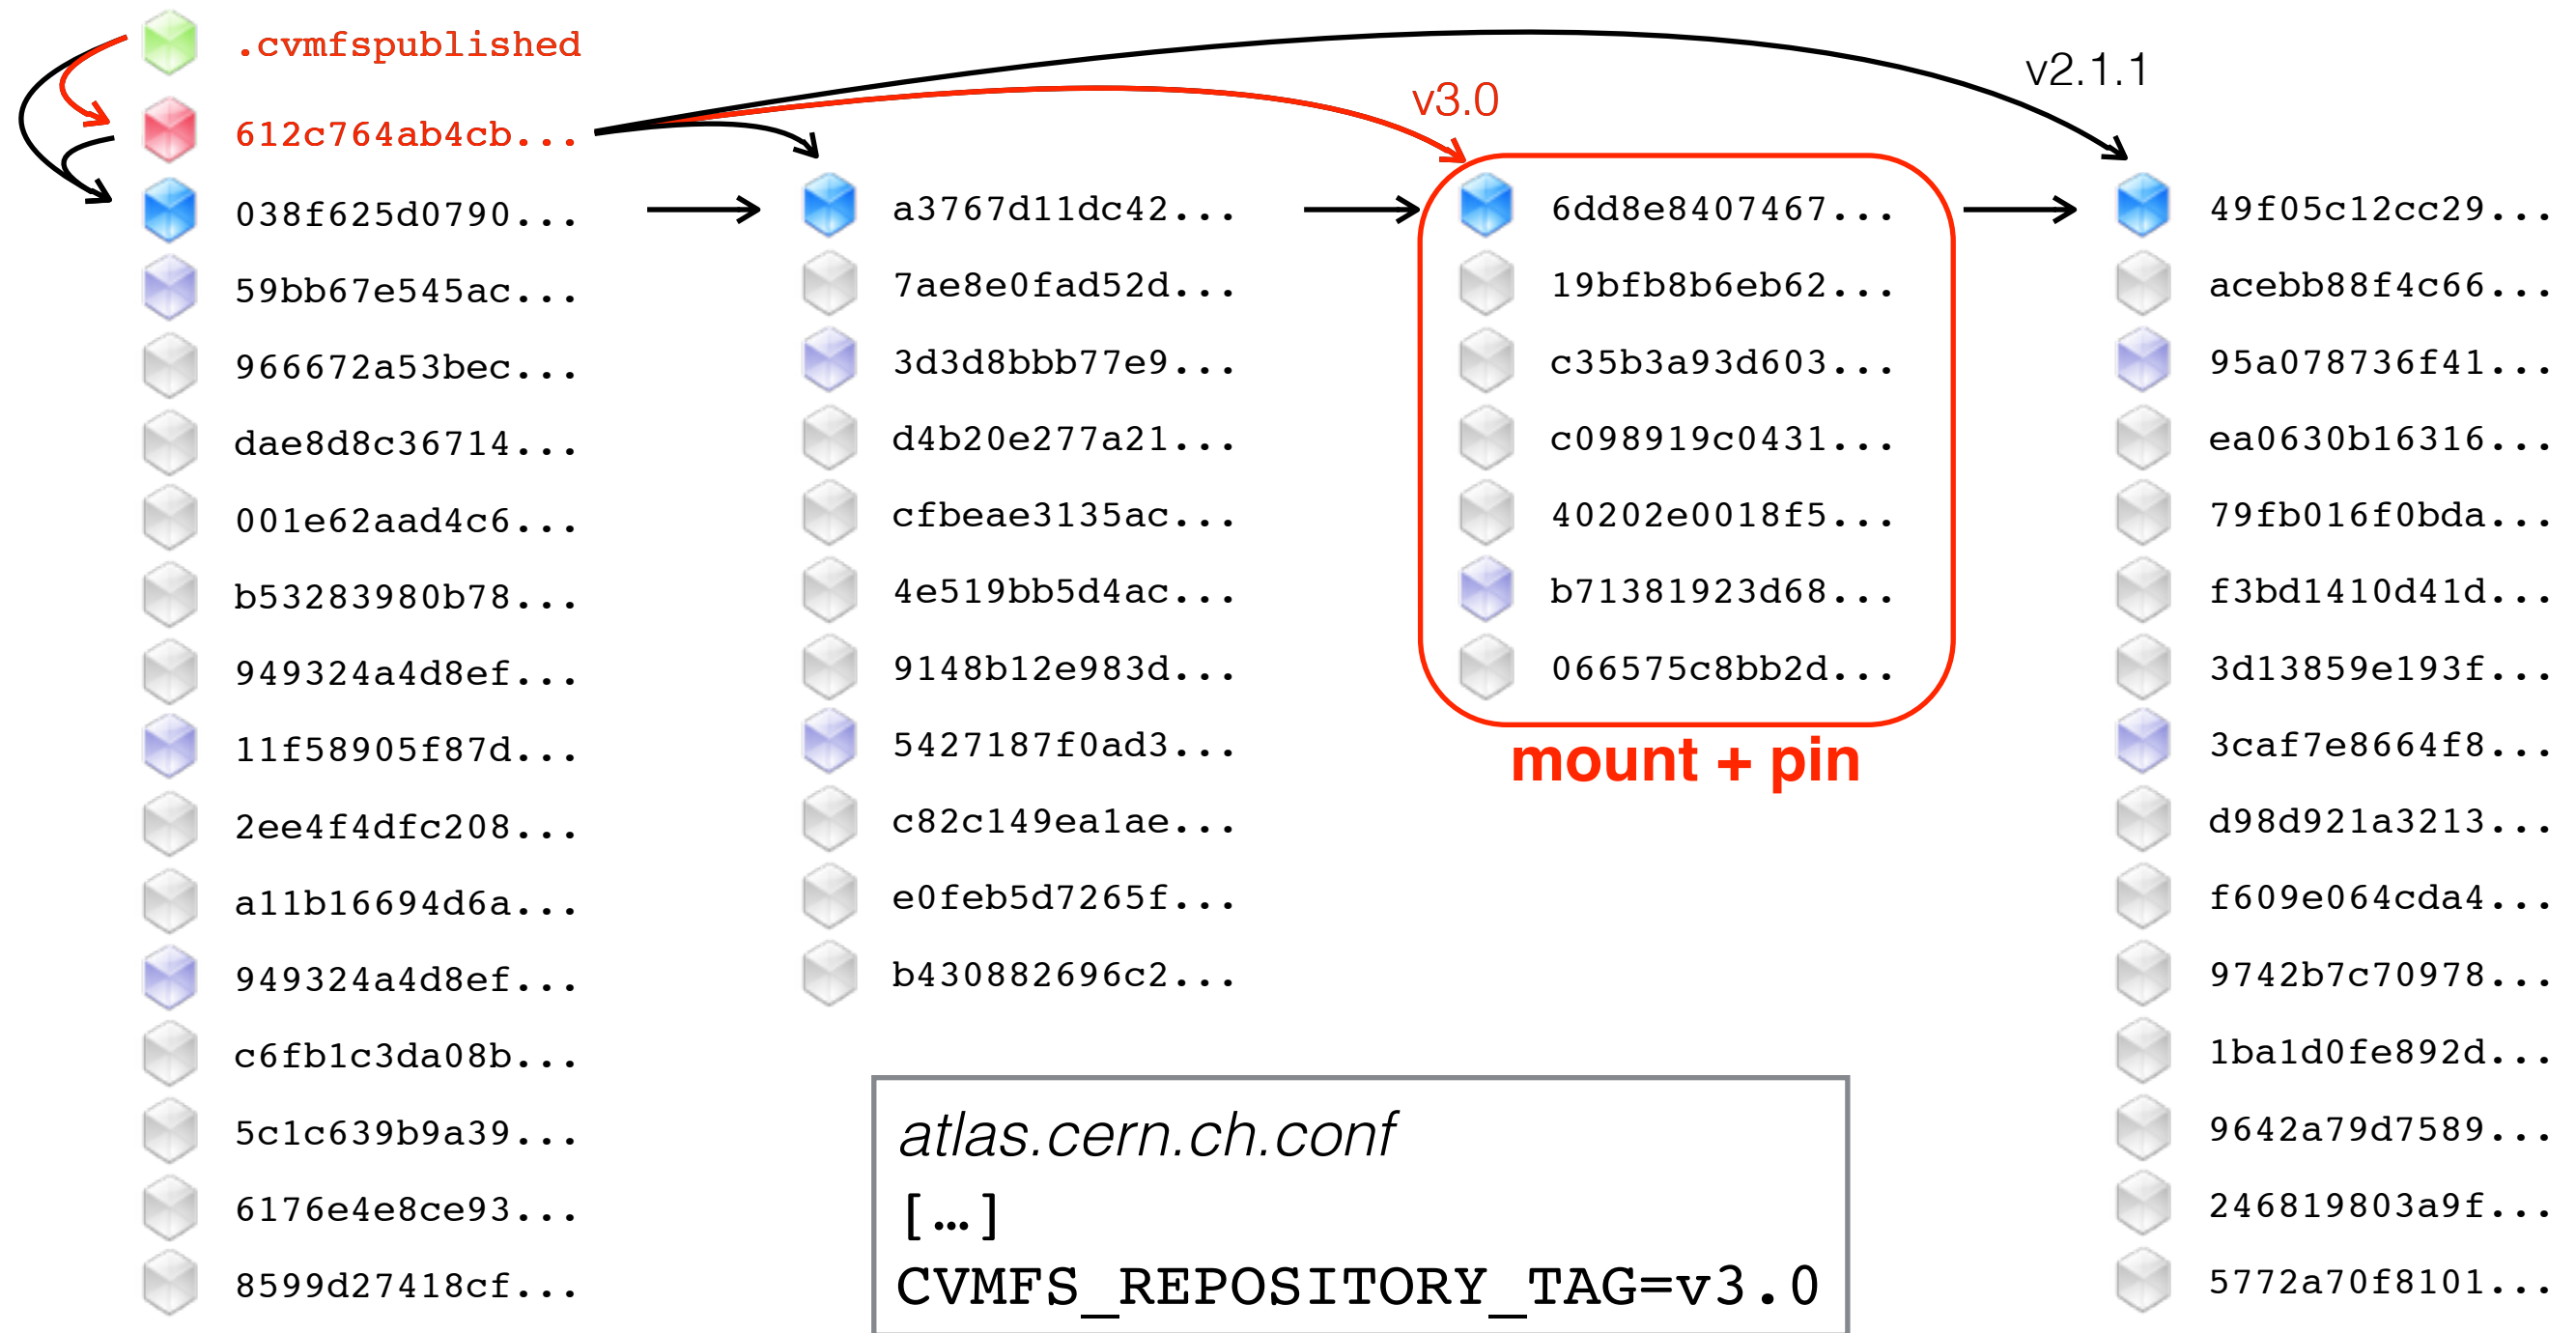 .cvmfspublished
612c764ab4cb...
038f625d0790...
59bb67e545ac...
966672a53bec...
dae8d8c36714...
001e62aad4c6...
b53283980b78...
949324a4d8ef...
11f58905f87d...
2ee4f4dfc208...
a11b16694d6a...
949324a4d8ef...
c6fb1c3da08b...
5c1c639b9a39...
6176e4e8ce93...
8599d27418cf...
a3767d11dc42...
7ae8e0fad52d...
3d3d8bbb77e9...
d4b20e277a21...
cfbeae3135ac...
4e519bb5d4ac...
9148b12e983d...
5427187f0ad3...
c82c149ea1ae...
e0feb5d7265f...
b430882696c2...
v3.0
6dd8e8407467...
19bfb8b6eb62...
c35b3a93d603...
c098919c0431...
40202e0018f5...
b71381923d68...
066575c8bb2d...
mount + pin
v2.1.1
49f05c12cc29...
acebb88f4c66...
95a078736f41...
ea0630b16316...
79fb016f0bda...
f3bd1410d41d...
3d13859e193f...
3caf7e8664f8...
d98d921a3213...
f609e064cda4...
9742b7c70978...
1ba1d0fe892d...
9642a79d7589...
246819803a9f...
5772a70f8101...
atlas.cern.ch.conf
[…]
CVMFS_REPOSITORY_TAG=v3.0